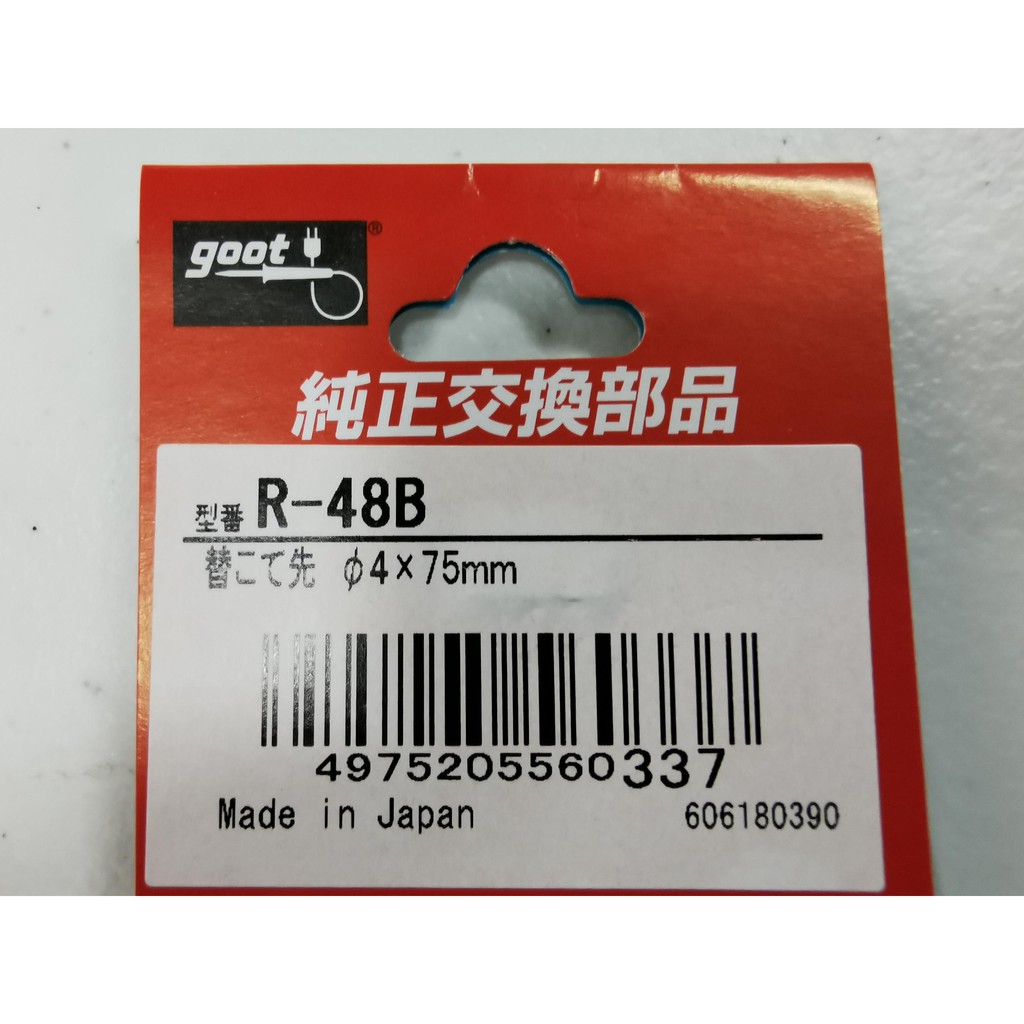 goot ®
純正交換部品
型番 R-48B
替こて先 φ4×75mm
4975205560337
Made in Japan 606180390